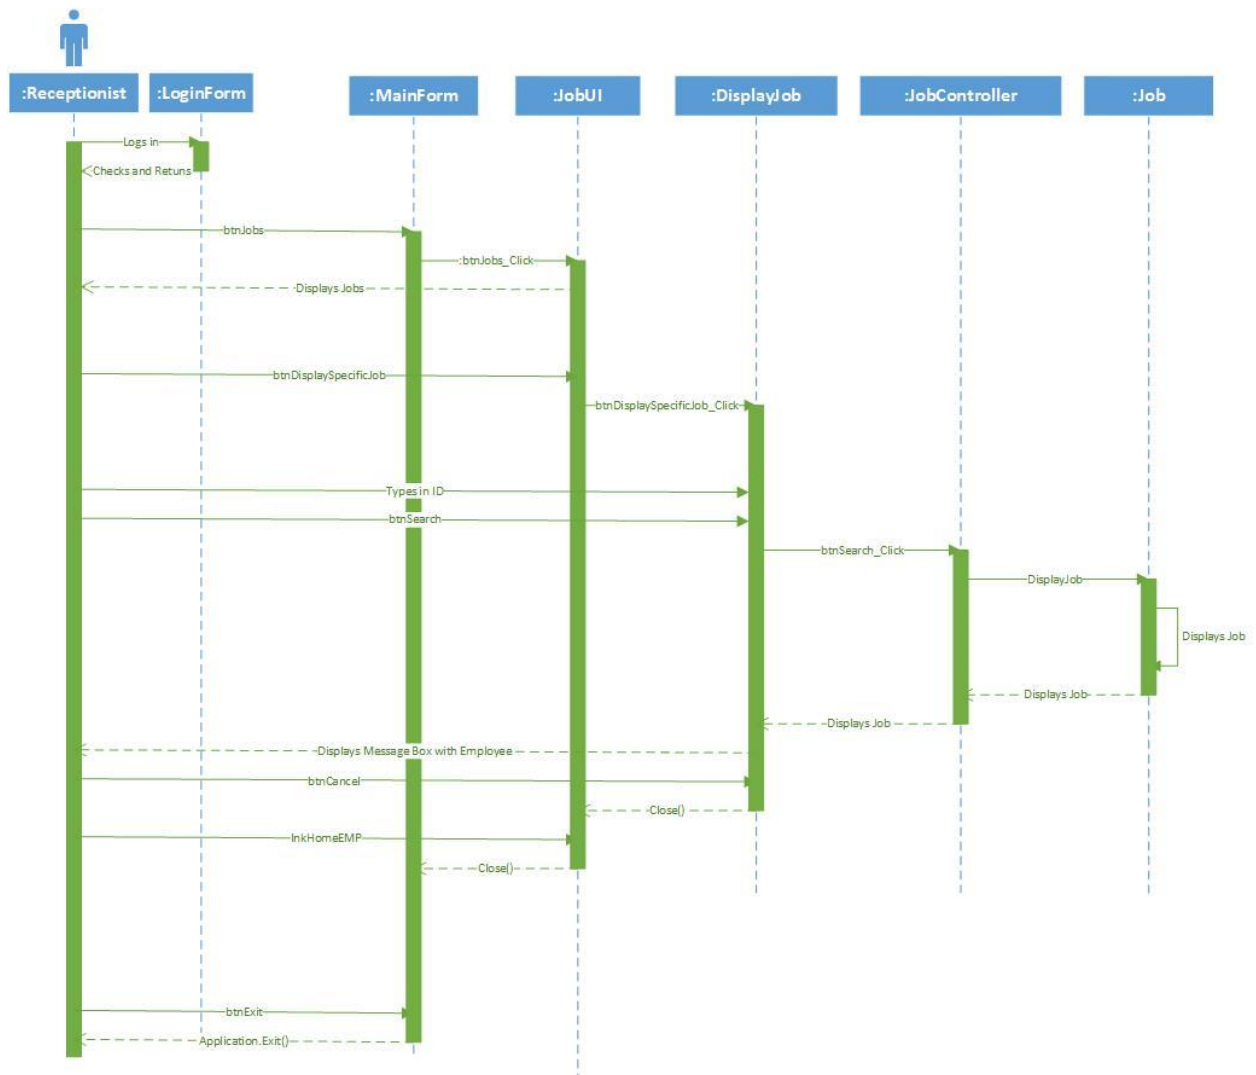 :Receptionist
:LoginForm
:MainForm
:JobUI
:DisplayJob
:JobController
:Job
Logs in
Checks and Retuns
btnJobs
:btnJobs_Click
Displays Jobs
btnDisplaySpecificJob
btnDisplaySpecificJob_Click
Types in ID
btnSearch
btnSearch_Click
DisplayJob
Displays Job
Displays Job
Displays Job
Displays Message Box with Employee
btnCancel
Close()
lnkHomeEMP
Close()
btnExit
Application.Exit()